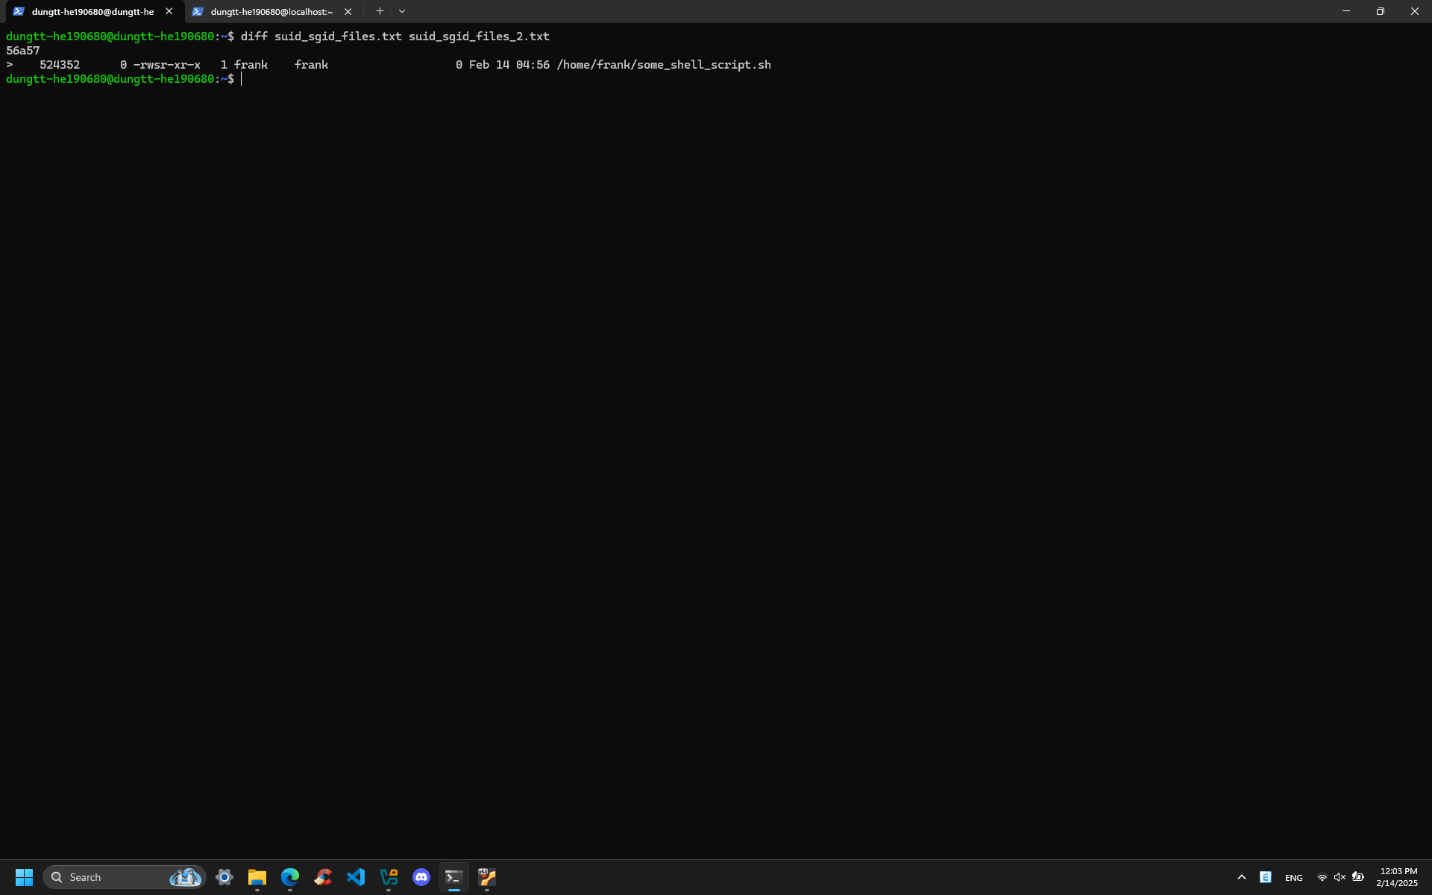 dungtt-he190680@dungtt-he
dungtt-he190680@localhost:~
dungtt-he190680@dungtt-he190680:~$ diff suid_sgid_files.txt suid_sgid_files_2.txt
56a57
>    524352      0 -rwsr-xr-x   1 frank    frank                   0 Feb 14 04:56 /home/frank/some_shell_script.sh
dungtt-he190680@dungtt-he190680:~$
Search
ENG
12:03 PM
2/14/2025